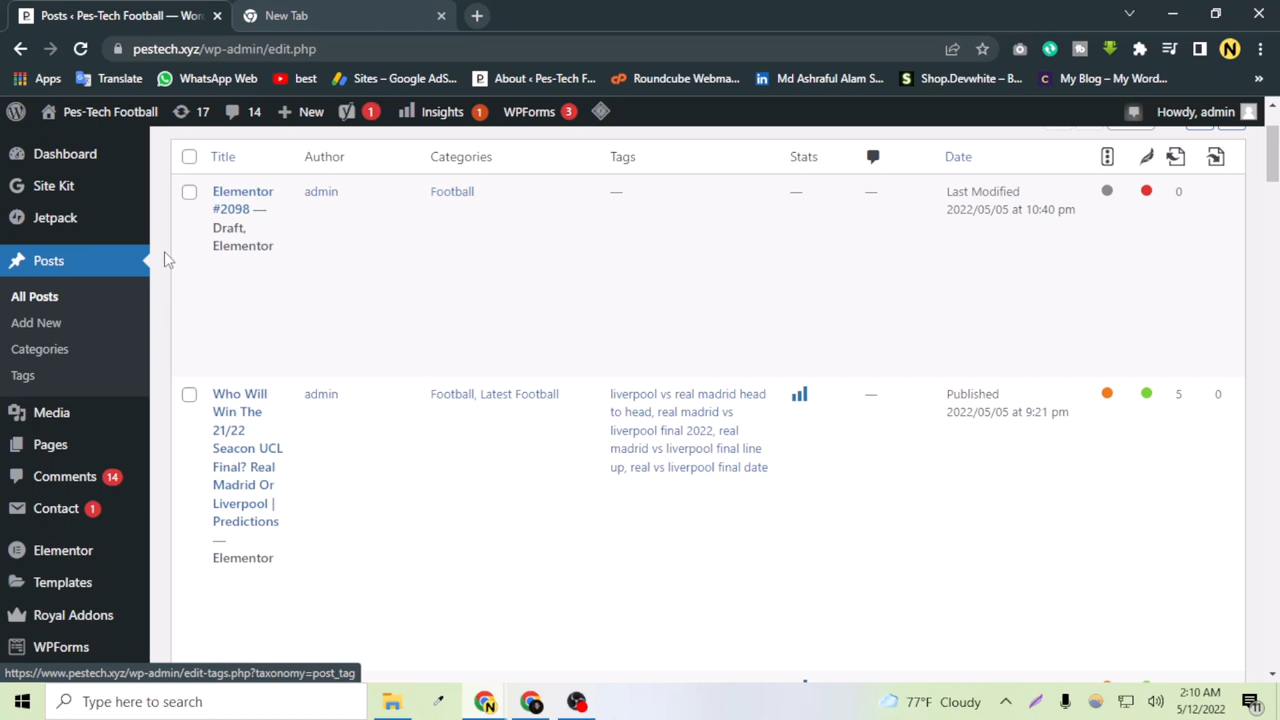 Posts ‹ Pes-Tech Football — Wor
New Tab
pestech.xyz/wp-admin/edit.php
N
Apps
Translate
WhatsApp Web
best
Sites – Google AdS...
About ‹ Pes-Tech F...
Roundcube Webma...
Md Ashraful Alam S...
Shop.Devwhite – B...
My Blog – My Wor...
»
Pes-Tech Football
17
14
New
1
Insights
1
WPForms
3
Howdy, admin
Dashboard
Site Kit
Jetpack
Posts
All Posts
Add New
Categories
Tags
Media
Pages
Comments 14
Contact 1
Elementor
Templates
Royal Addons
WPForms
Title
Author
Categories
Tags
Stats
Date
Elementor
#2098 —
Draft,
Elementor
admin
Football
—
—
—
Last Modified
2022/05/05 at 10:40 pm
0
Who Will
Win The
21/22
Seacon UCL
Final? Real
Madrid Or
Liverpool |
Predictions
—
Elementor
admin
Football, Latest Football
liverpool vs real madrid head
to head, real madrid vs
liverpool final 2022, real
madrid vs liverpool final line
up, real vs liverpool final date
—
Published
2022/05/05 at 9:21 pm
5
0
https://www.pestech.xyz/wp-admin/edit-tags.php?taxonomy=post_tag
Type here to search
77°F Cloudy
2:10 AM
5/12/2022
11